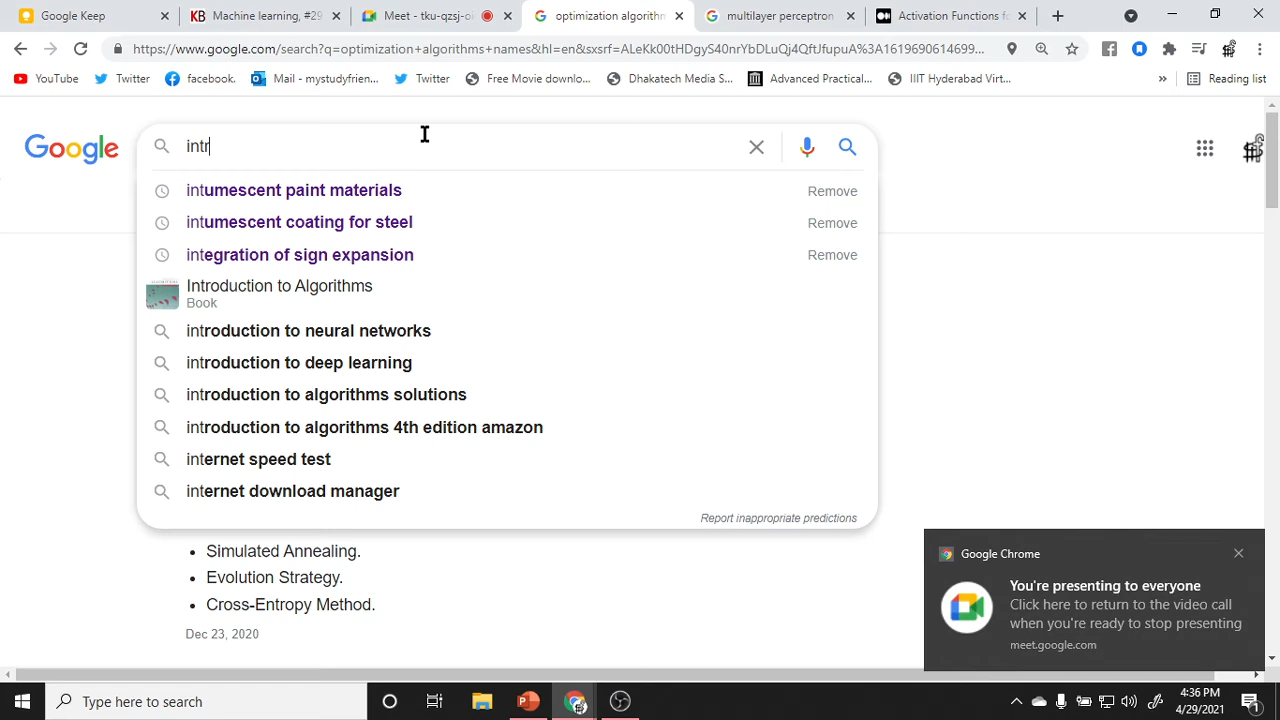 Google Keep
Machine learning, #29
Meet - tku-qzsj-o
optimization algorithm
multilayer perceptron
Activation Functions f
https://www.google.com/search?q=optimization+algorithms+names&hl=en&sxsrf=ALeKk00tHDgyS40nrYbDLuQj4QftJfupuA%3A1619690614699...
YouTube
Twitter
facebook.
Mail - mystudyfrien...
Twitter
Free Movie downlo...
Dhakatech Media S...
Advanced Practical...
IIIT Hyderabad Virt...
»
Reading list
Google
intr
intumescent paint materials
Remove
intumescent coating for steel
Remove
integration of sign expansion
Remove
Introduction to Algorithms
Book
introduction to neural networks
introduction to deep learning
introduction to algorithms solutions
introduction to algorithms 4th edition amazon
internet speed test
internet download manager
Report inappropriate predictions
• Simulated Annealing.
• Evolution Strategy.
• Cross-Entropy Method.
Dec 23, 2020
Google Chrome
You're presenting to everyone
Click here to return to the video call
when you're ready to stop presenting
meet.google.com
Type here to search
4:36 PM
4/29/2021
1